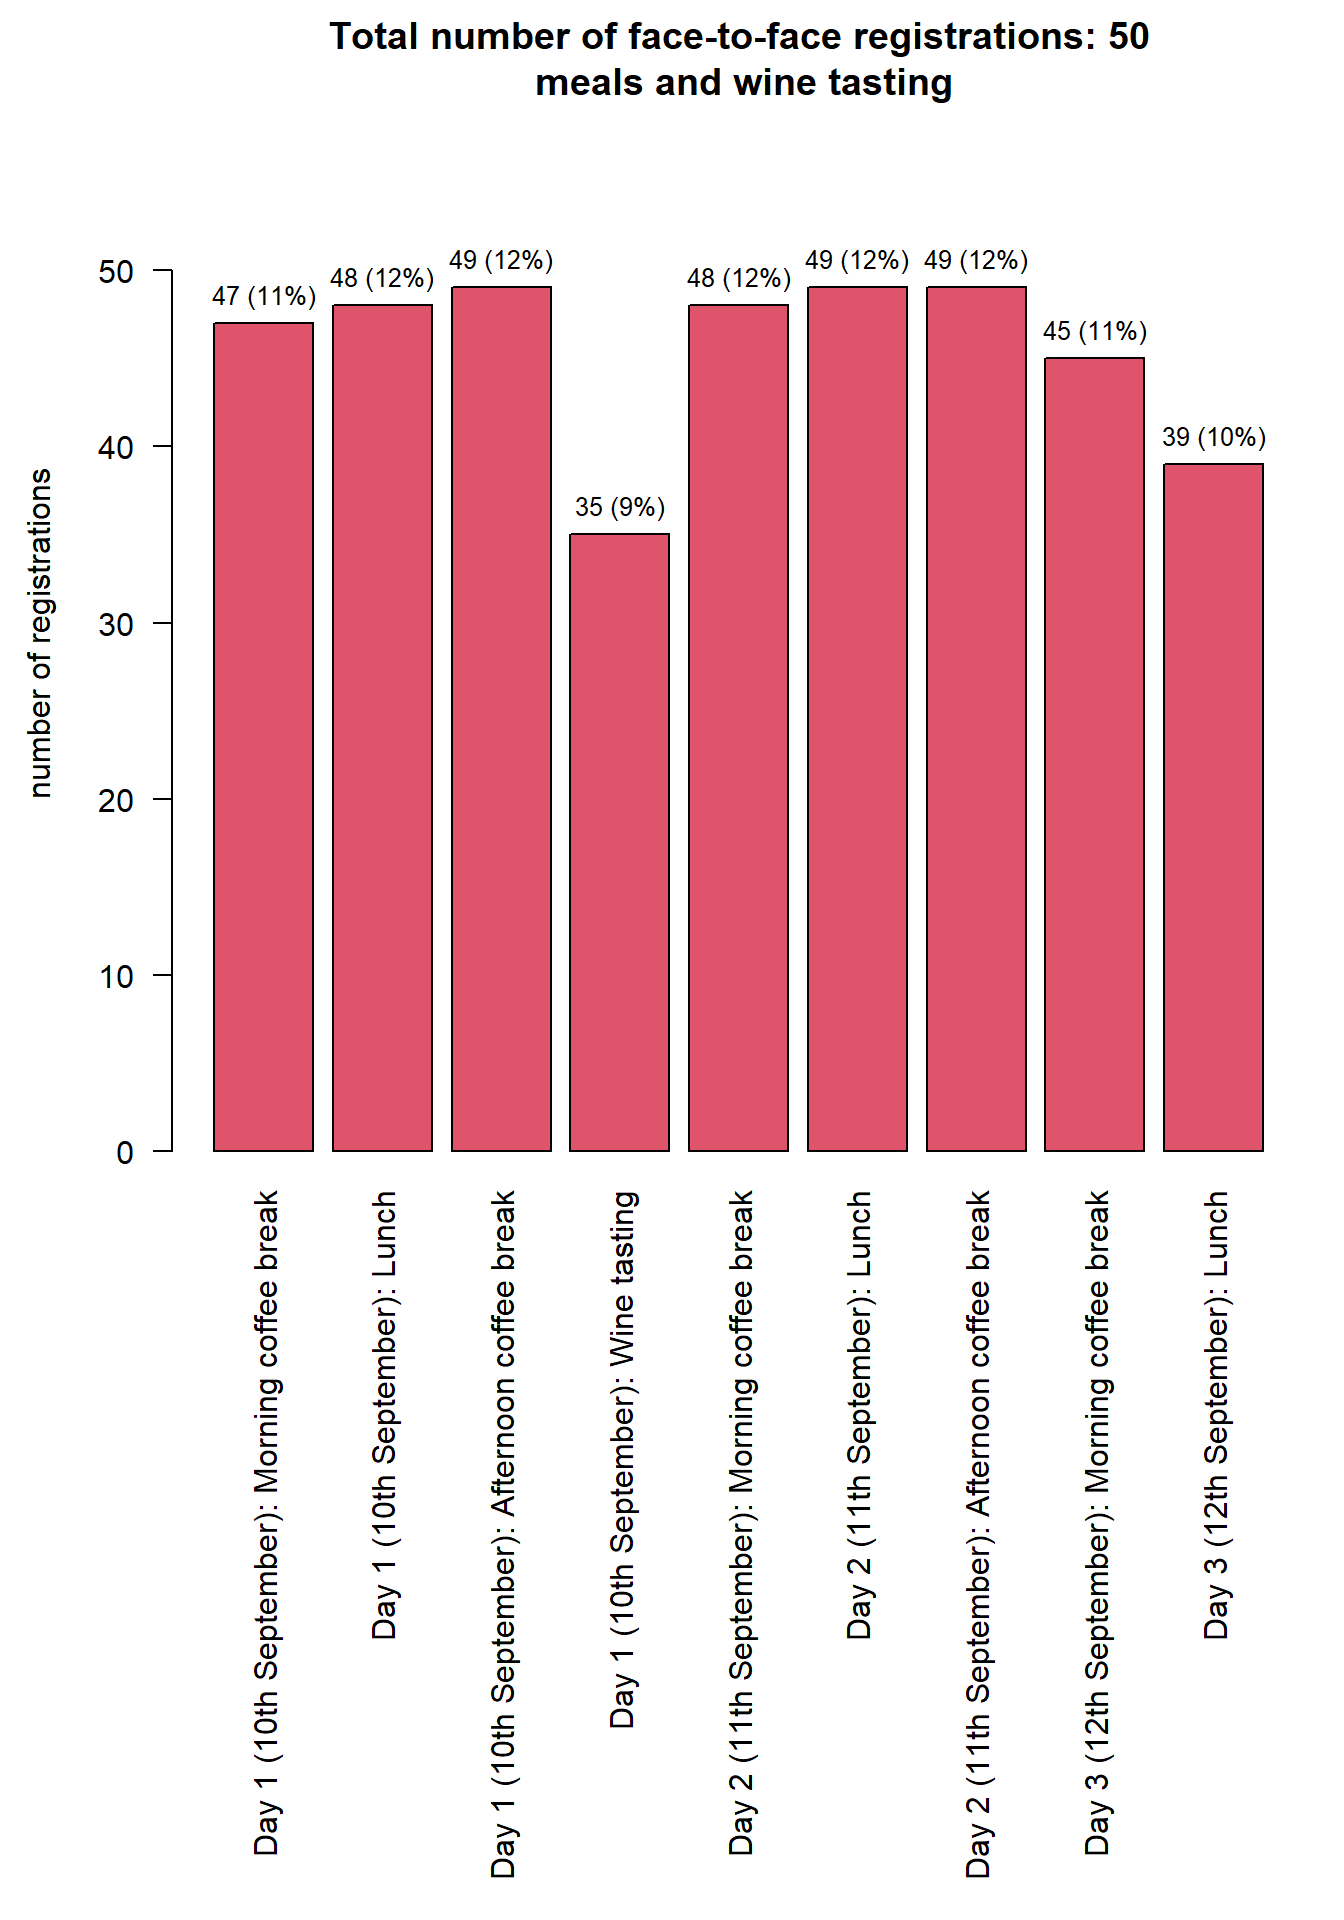 Total number of face-to-face registrations: 50
meals and wine tasting
number of registrations
50
40
30
20
10
0
47 (11%)
48 (12%)
49 (12%)
35 (9%)
48 (12%)
49 (12%)
49 (12%)
45 (11%)
39 (10%)
Day 1 (10th September): Morning coffee break
Day 1 (10th September): Lunch
Day 1 (10th September): Afternoon coffee break
Day 1 (10th September): Wine tasting
Day 2 (11th September): Morning coffee break
Day 2 (11th September): Lunch
Day 2 (11th September): Afternoon coffee break
Day 3 (12th September): Morning coffee break
Day 3 (12th September): Lunch